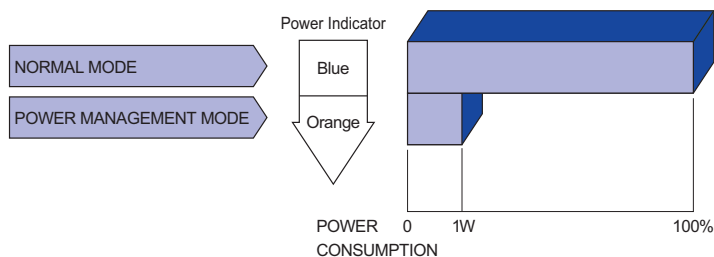 Power Indicator
NORMAL MODE
Blue
POWER MANAGEMENT MODE
Orange
POWER CONSUMPTION
0
1W
100%